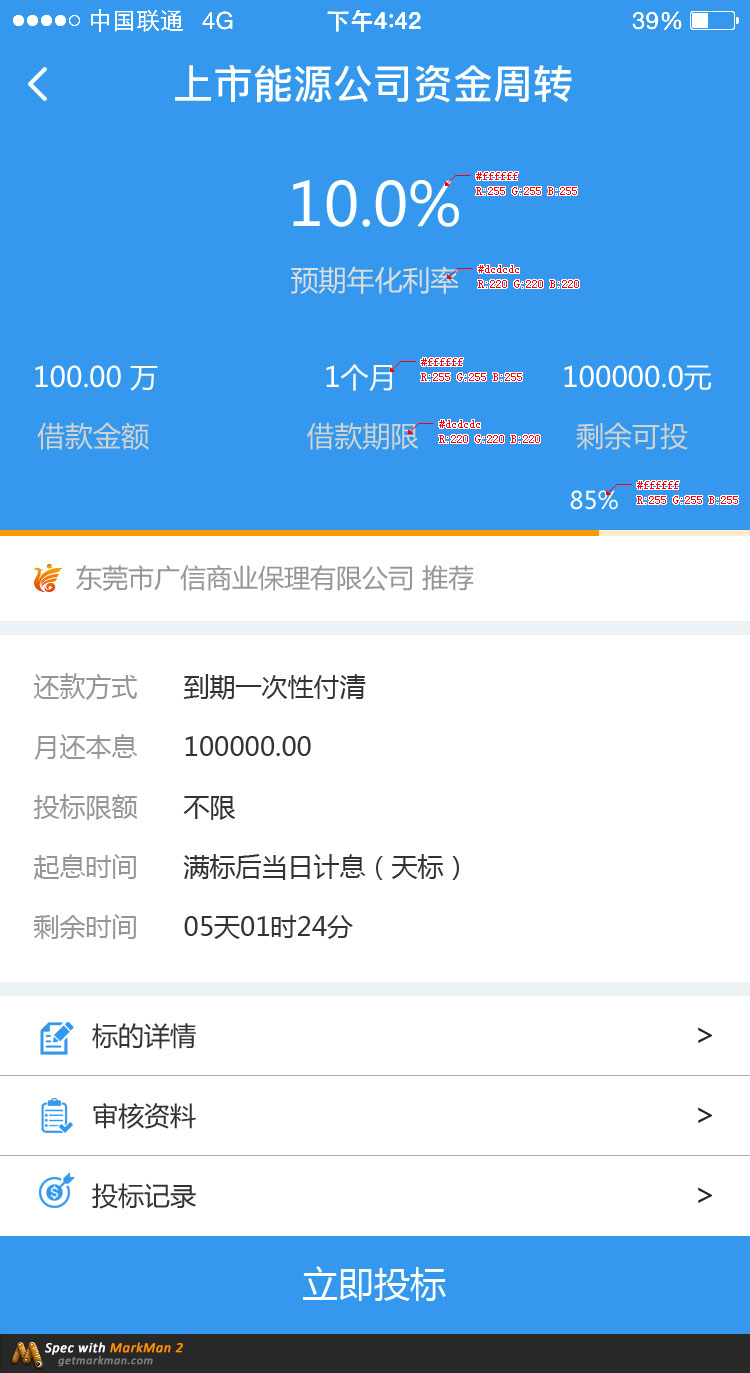 中国联通 4G 下午4:42 39%
上市能源公司资金周转
10.0%
#ffffff
R:255 G:255 B:255
预期年化利率
#dcdcdc
R:220 G:220 B:220
100.00 万 1个月 100000.0元
#ffffff
R:255 G:255 B:255
借款金额 借款期限 剩余可投
#dcdcdc
R:220 G:220 B:220
85%
#ffffff
R:255 G:255 B:255
东莞市广信商业保理有限公司 推荐
还款方式 到期一次性付清
月还本息 100000.00
投标限额 不限
起息时间 满标后当日计息（天标）
剩余时间 05天01时24分
标的详情 >
审核资料 >
投标记录 >
立即投标
Spec with MarkMan 2
getmarkman.com